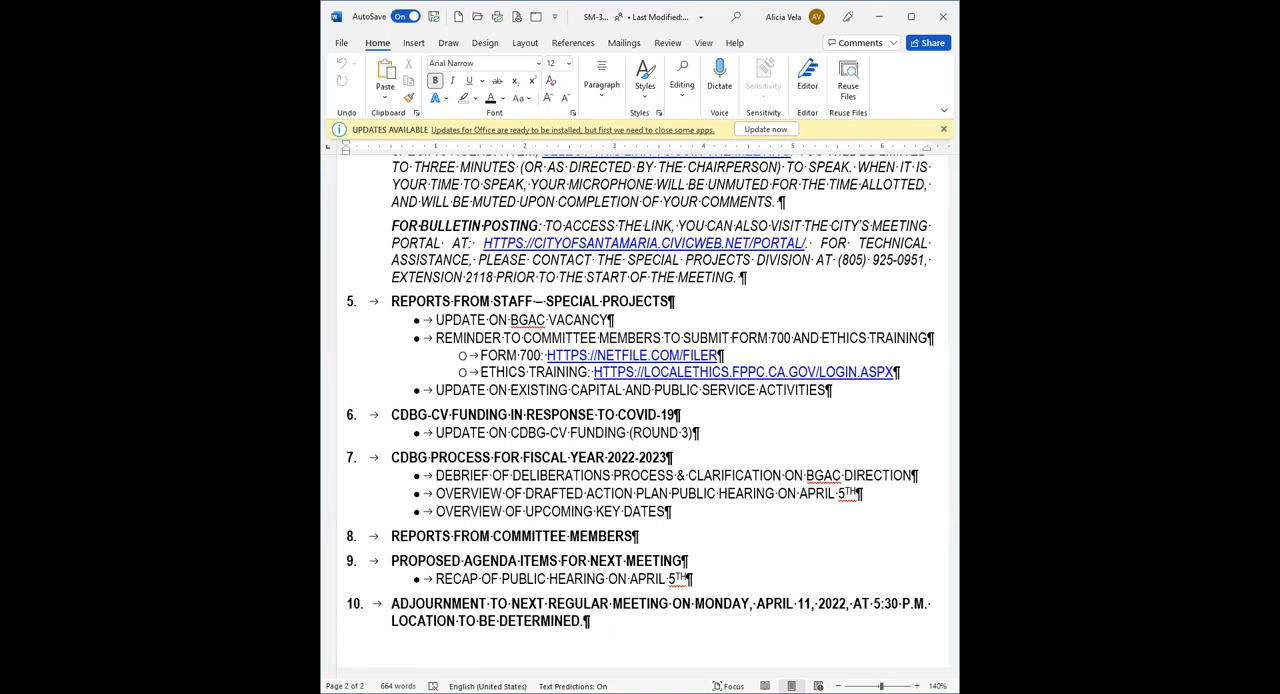 AutoSave On SM-3... • Last Modified:... Alicia Vela AV
File Home Insert Draw Design Layout References Mailings Review View Help Comments Share
Arial Narrow 12
Paste Paragraph Styles Editing Dictate Sensitivity Editor Reuse Files
B I U ab x₂ x² A
A A Aa A A
Undo Clipboard Font Styles Voice Sensitivity Editor Reuse Files
UPDATES AVAILABLE Updates for Office are ready to be installed, but first we need to close some apps. Update now
1 2 3 4 5 6
TO THREE MINUTES (OR AS DIRECTED BY THE CHAIRPERSON) TO SPEAK. WHEN IT IS
YOUR TIME TO SPEAK, YOUR MICROPHONE WILL BE UNMUTED FOR THE TIME ALLOTTED,
AND WILL BE MUTED UPON COMPLETION OF YOUR COMMENTS. ¶
FOR BULLETIN POSTING: TO ACCESS THE LINK, YOU CAN ALSO VISIT THE CITY'S MEETING
PORTAL AT: HTTPS://CITYOFSANTAMARIA.CIVICWEB.NET/PORTAL/. FOR TECHNICAL
ASSISTANCE, PLEASE CONTACT THE SPECIAL PROJECTS DIVISION AT (805) 925-0951,
EXTENSION 2118 PRIOR TO THE START OF THE MEETING. ¶
5. → REPORTS FROM STAFF – SPECIAL PROJECTS¶
● → UPDATE ON BGAC VACANCY¶
● → REMINDER TO COMMITTEE MEMBERS TO SUBMIT FORM 700 AND ETHICS TRAINING¶
○ → FORM 700: HTTPS://NETFILE.COM/FILER¶
○ → ETHICS TRAINING: HTTPS://LOCALETHICS.FPPC.CA.GOV/LOGIN.ASPX¶
● → UPDATE ON EXISTING CAPITAL AND PUBLIC SERVICE ACTIVITIES¶
6. → CDBG-CV FUNDING IN RESPONSE TO COVID-19¶
● → UPDATE ON CDBG-CV FUNDING (ROUND 3)¶
7. → CDBG PROCESS FOR FISCAL YEAR 2022-2023¶
● → DEBRIEF OF DELIBERATIONS PROCESS & CLARIFICATION ON BGAC DIRECTION¶
● → OVERVIEW OF DRAFTED ACTION PLAN PUBLIC HEARING ON APRIL 5TH¶
● → OVERVIEW OF UPCOMING KEY DATES¶
8. → REPORTS FROM COMMITTEE MEMBERS¶
9. → PROPOSED AGENDA ITEMS FOR NEXT MEETING¶
● → RECAP OF PUBLIC HEARING ON APRIL 5TH¶
10. → ADJOURNMENT TO NEXT REGULAR MEETING ON MONDAY, APRIL 11, 2022, AT 5:30 P.M.
LOCATION TO BE DETERMINED.¶
Page 2 of 2 664 words English (United States) Text Predictions: On Focus 140%